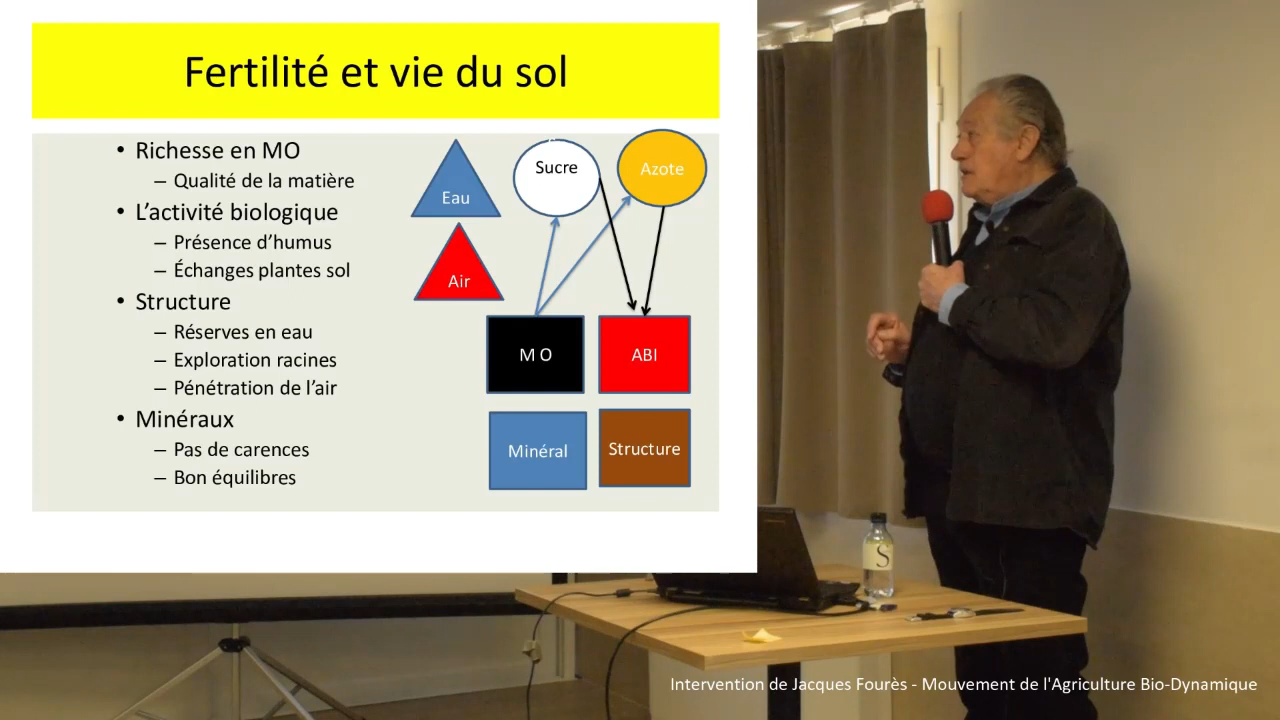 Fertilité et vie du sol
• Richesse en MO
– Qualité de la matière
• L’activité biologique
– Présence d’humus
– Échanges plantes sol
• Structure
– Réserves en eau
– Exploration racines
– Pénétration de l’air
• Minéraux
– Pas de carences
– Bon équilibres
Eau
Sucre
Azote
Air
M O
ABI
Minéral
Structure
S
Intervention de Jacques Fourès - Mouvement de l'Agriculture Bio-Dynamique